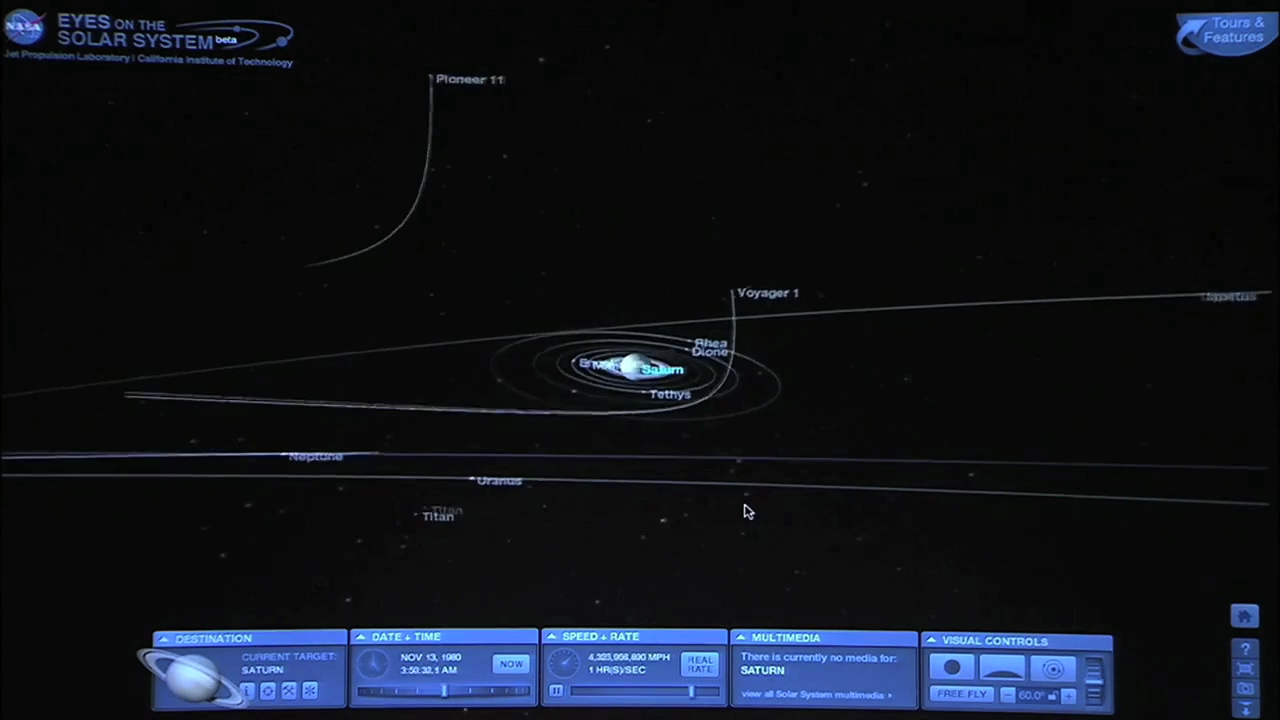 NASA
EYES ON THE
SOLAR SYSTEM beta
Jet Propulsion Laboratory | California Institute of Technology
Tours &
Features
Pioneer 11
Voyager 1
Iapetus
Rhea
Dione
Saturn
Tethys
Neptune
Uranus
Titan
Titan
DESTINATION
CURRENT TARGET:
SATURN
DATE + TIME
NOV 13, 1980
AM
NOW
SPEED + RATE
MPH
1 HR(S)/SEC
REAL
RATE
MULTIMEDIA
There is currently no media for:
SATURN
view all Solar System multimedia
VISUAL CONTROLS
FREE FLY
60.0°
?